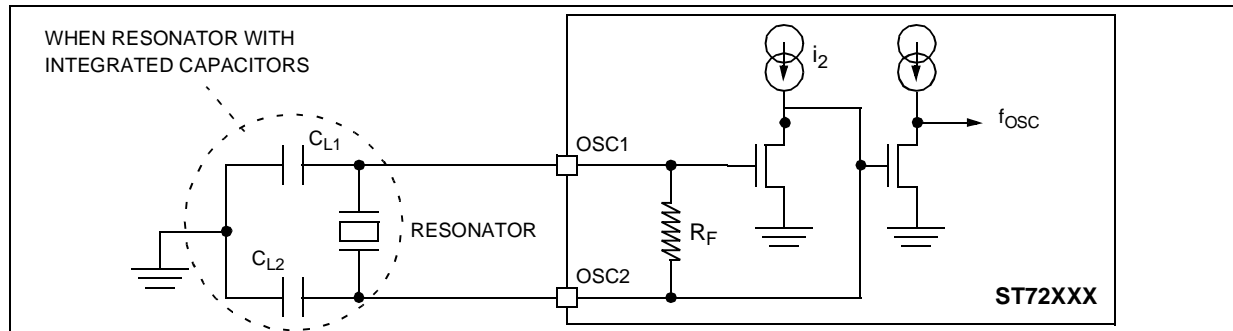 WHEN RESONATOR WITH
INTEGRATED CAPACITORS
i2
fOSC
CL1
OSC1
RESONATOR
RF
CL2
OSC2
ST72XXX